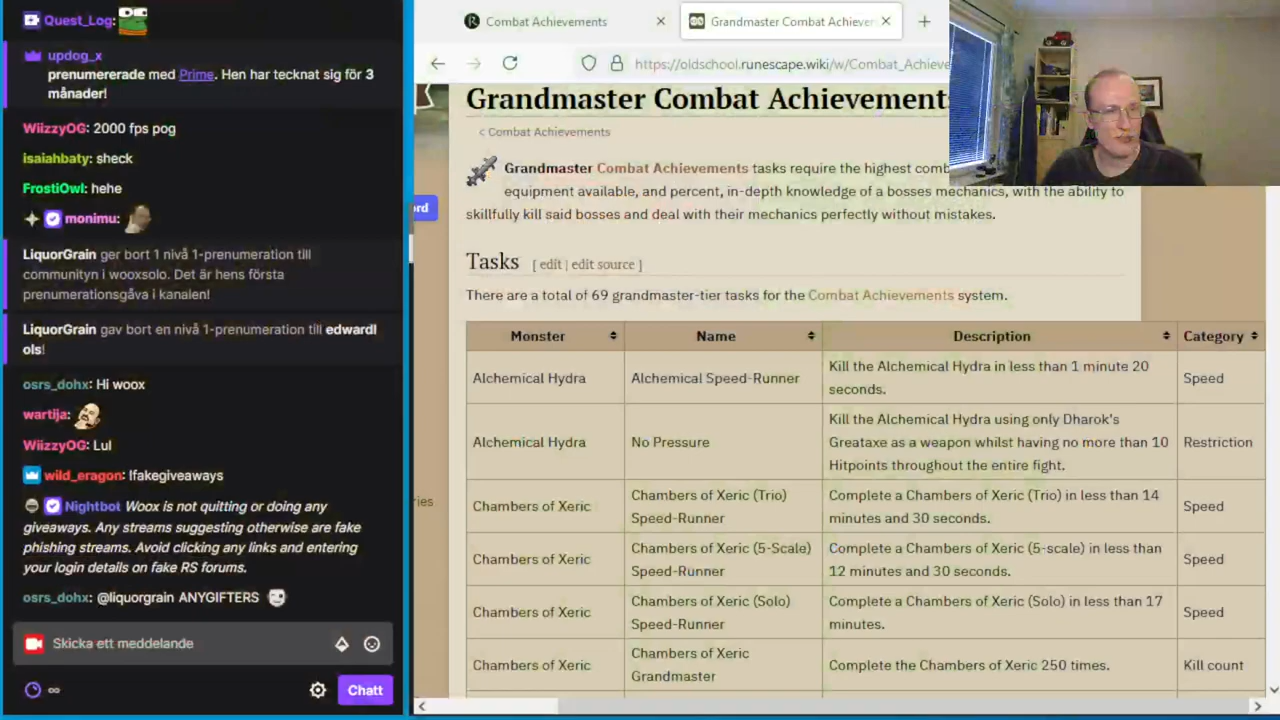 Quest_Log:
updog_x
prenumererade med Prime. Hen har tecknat sig för 3
månader!
WiizzyOG: 2000 fps pog
isaiahbaty: sheck
FrostiOwl: hehe
monimu:
LiquorGrain ger bort 1 nivå 1-prenumeration till
communityn i wooxsolo. Det är hens första
prenumerationsgåva i kanalen!
LiquorGrain gav bort en nivå 1-prenumeration till edwardl
ols!
osrs_dohx: Hi woox
wartija:
WiizzyOG: Lul
wild_eragon: !fakegiveaways
Nightbot Woox is not quitting or doing any
giveaways. Any streams suggesting otherwise are fake
phishing streams. Avoid clicking any links and entering
your login details on fake RS forums.
osrs_dohx: @liquorgrain ANYGIFTERS
Skicka ett meddelande
∞
Chatt
Combat Achievements
Grandmaster Combat Achiever
https://oldschool.runescape.wiki/w/Combat_Achieve
Grandmaster Combat Achievement
< Combat Achievements
Grandmaster Combat Achievements tasks require the highest comb
equipment available, and percent, in-depth knowledge of a bosses mechanics, with the ability to
skillfully kill said bosses and deal with their mechanics perfectly without mistakes.
ord
ries
Tasks [ edit | edit source ]
There are a total of 69 grandmaster-tier tasks for the Combat Achievements system.
Monster Name Description Category
Alchemical Hydra Alchemical Speed-Runner Kill the Alchemical Hydra in less than 1 minute 20
seconds. Speed
Alchemical Hydra No Pressure Kill the Alchemical Hydra using only Dharok's
Greataxe as a weapon whilst having no more than 10
Hitpoints throughout the entire fight. Restriction
Chambers of Xeric Chambers of Xeric (Trio)
Speed-Runner Complete a Chambers of Xeric (Trio) in less than 14
minutes and 30 seconds. Speed
Chambers of Xeric Chambers of Xeric (5-Scale)
Speed-Runner Complete a Chambers of Xeric (5-scale) in less than
12 minutes and 30 seconds. Speed
Chambers of Xeric Chambers of Xeric (Solo)
Speed-Runner Complete a Chambers of Xeric (Solo) in less than 17
minutes. Speed
Chambers of Xeric Chambers of Xeric
Grandmaster Complete the Chambers of Xeric 250 times. Kill count